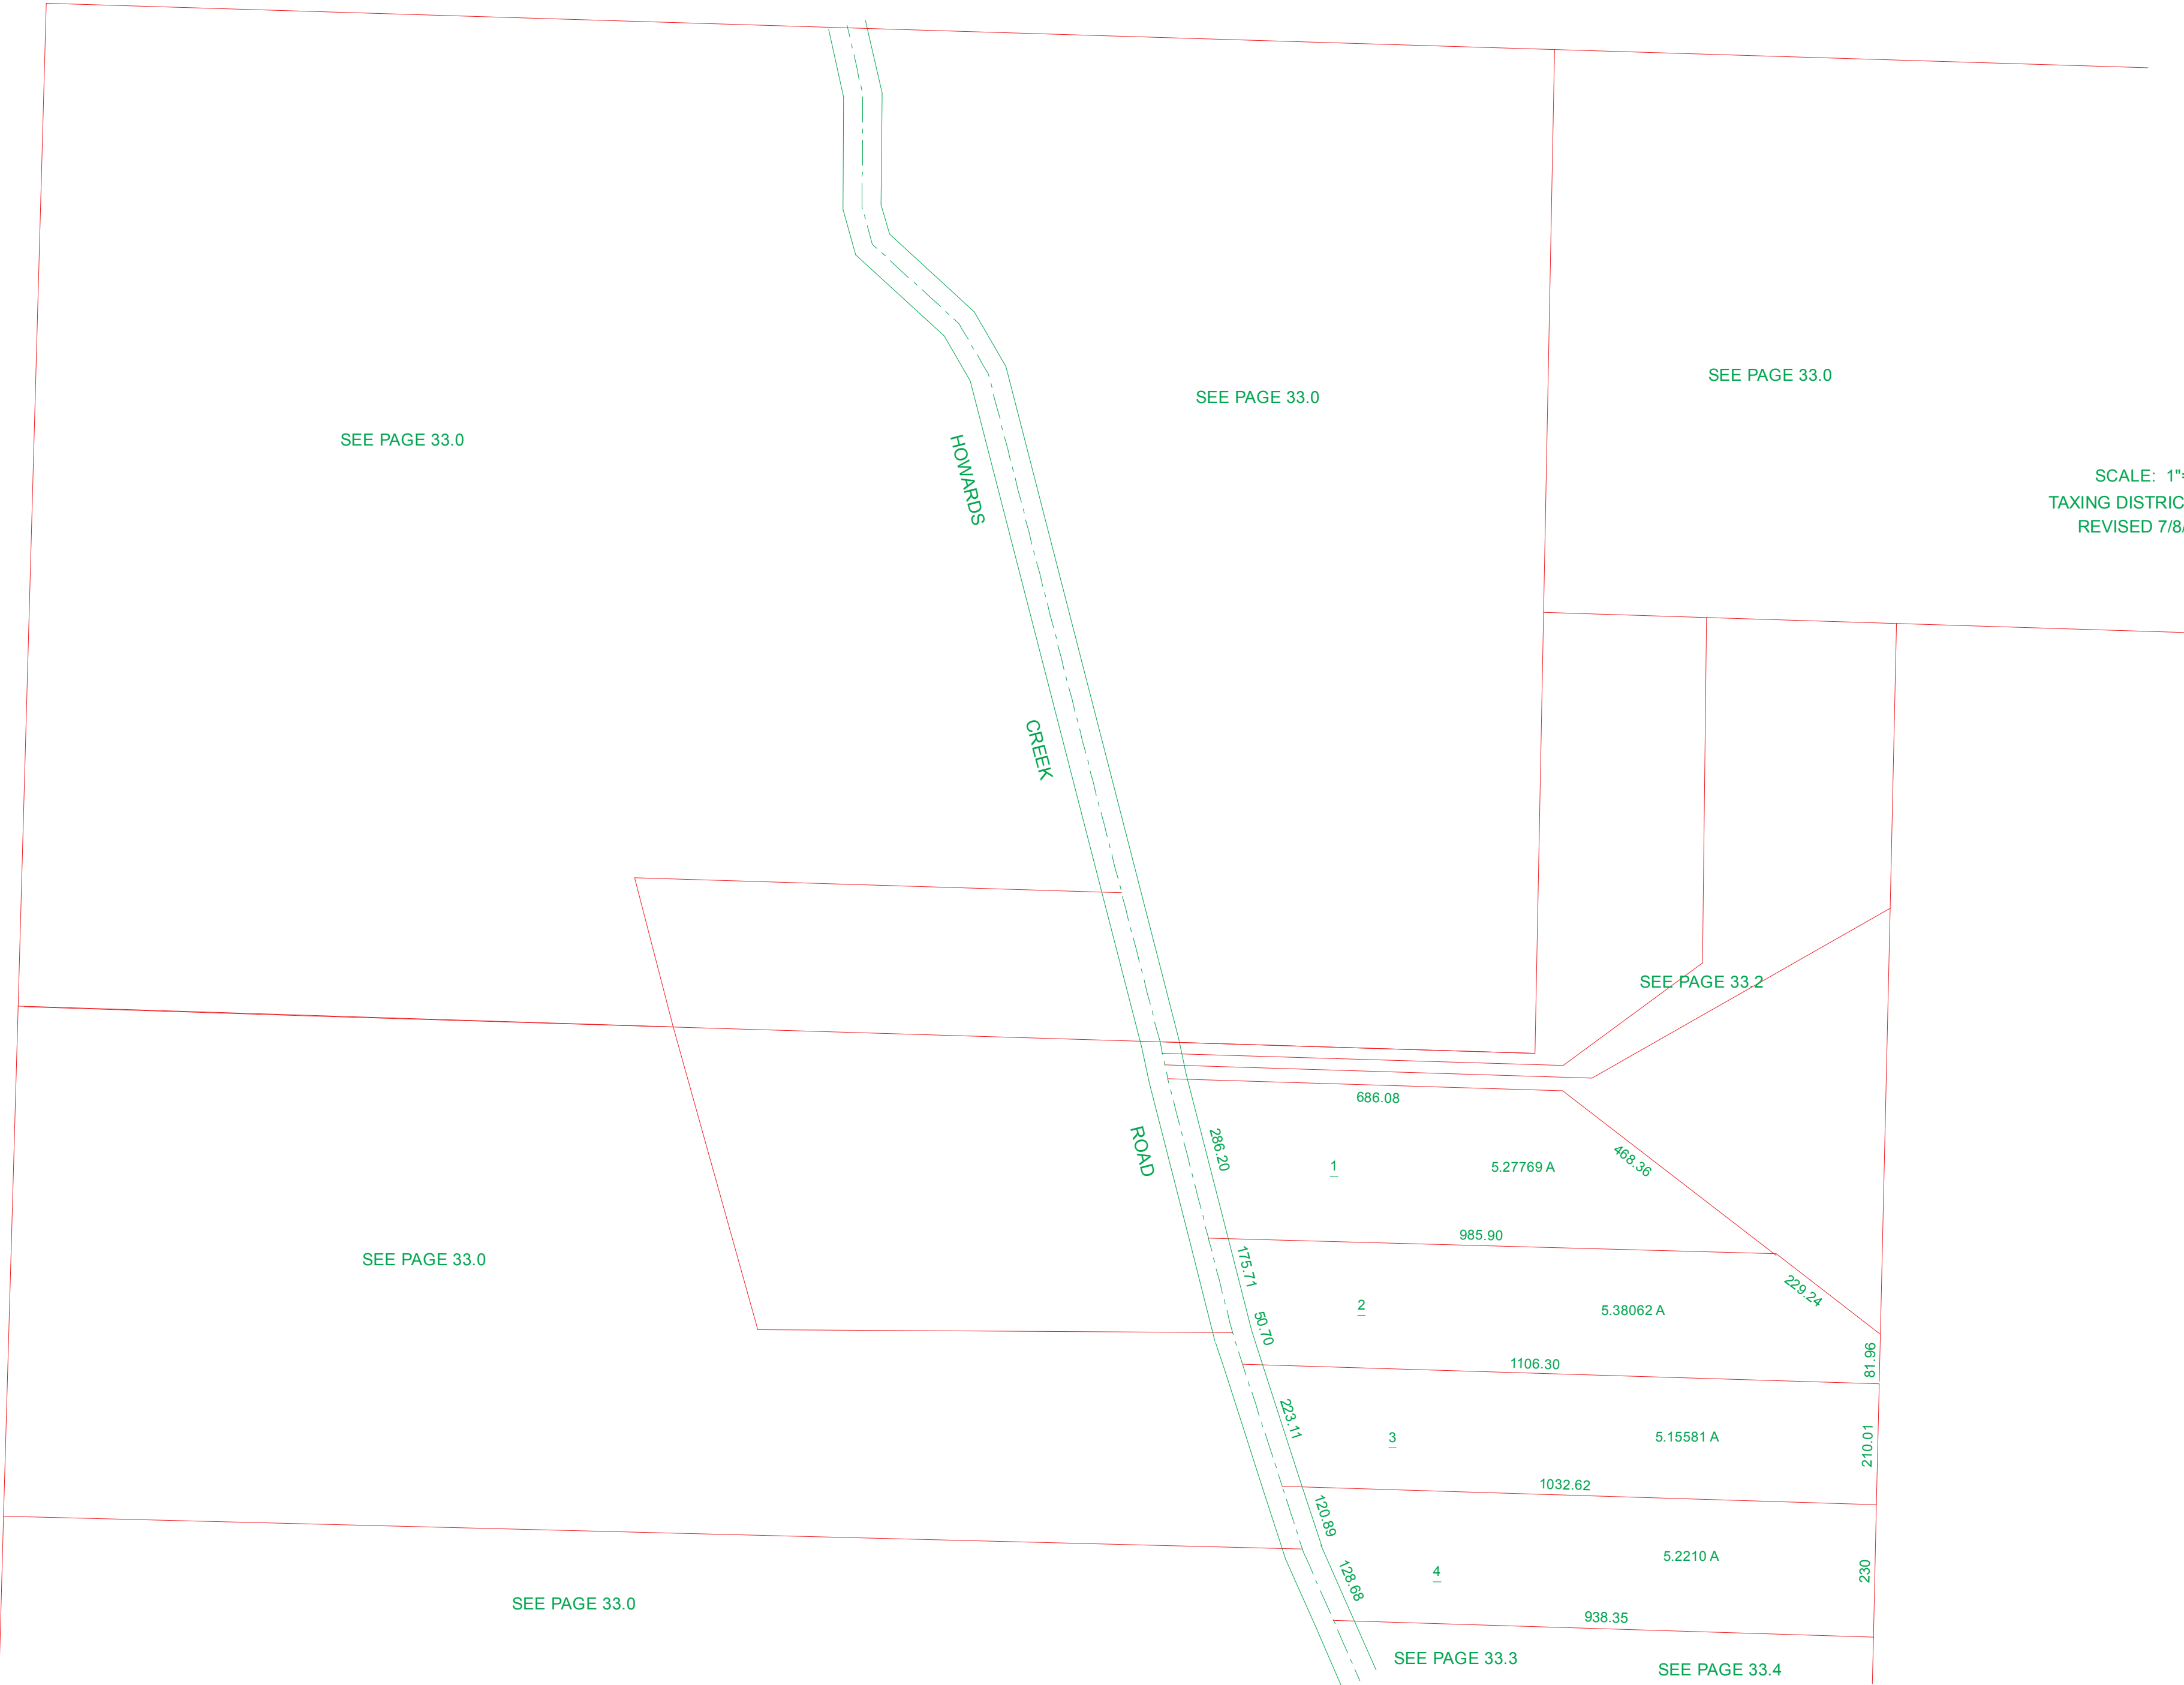 SEE PAGE 33.0
SEE PAGE 33.0
SEE PAGE 33.0
SCALE: 1"=
TAXING DISTRIC
REVISED 7/8/
HOWARDS
CREEK
ROAD
SEE PAGE 33.2
686.08
286.20
1
5.27769 A
468.36
985.90
175.71
SEE PAGE 33.0
2
5.38062 A
229.24
50.70
1106.30
81.96
223.11
3
5.15581 A
210.01
1032.62
120.89
4
5.2210 A
230
128.68
SEE PAGE 33.0
938.35
SEE PAGE 33.3
SEE PAGE 33.4